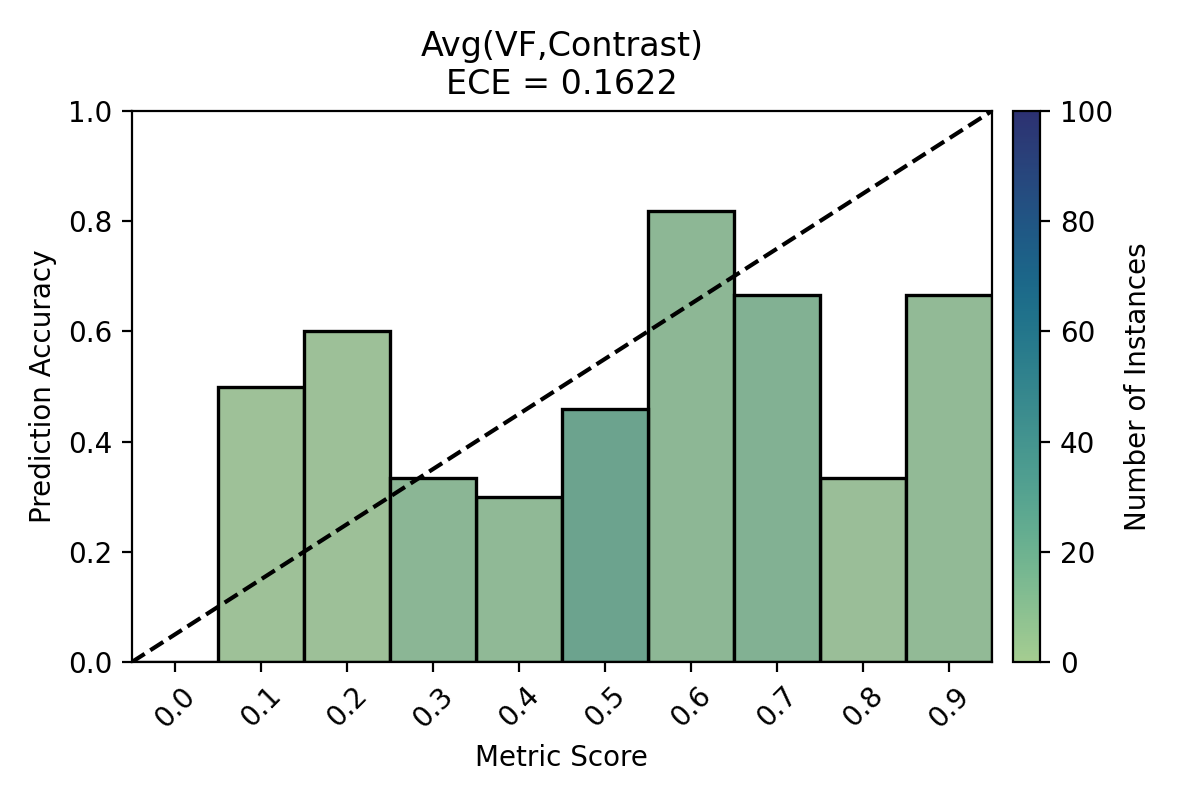 Avg(VF,Contrast)
ECE = 0.1622
Prediction Accuracy
1.0
0.8
0.6
0.4
0.2
0.0
0.0 0.1 0.2 0.3 0.4 0.5 0.6 0.7 0.8 0.9
Metric Score
100
80
60
40
20
0
Number of Instances